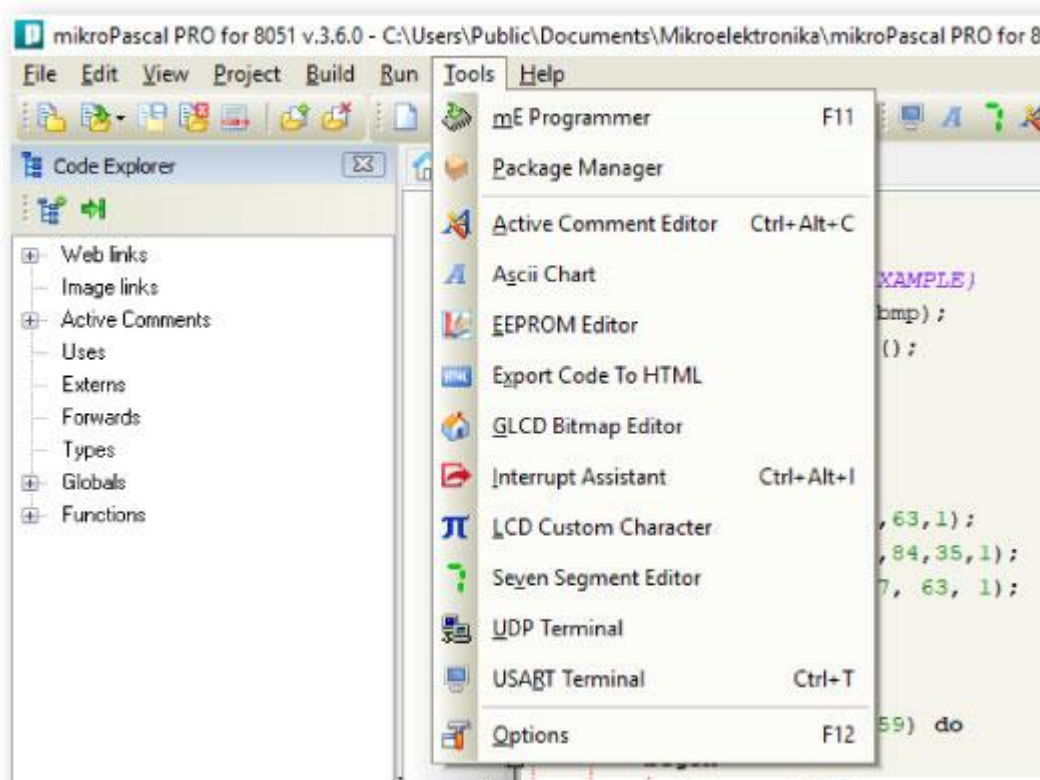 mikroPascal PRO for 8051 v.3.6.0 - C:\Users\Public\Documents\Mikroelektronika\mikroPascal PRO for 8
File Edit View Project Build Run Tools Help
Code Explorer
Web links
Image links
Active Comments
Uses
Externs
Forwards
Types
Globals
Functions
mE Programmer F11
Package Manager
Active Comment Editor Ctrl+Alt+C
Ascii Chart
EEPROM Editor
HTML Export Code To HTML
GLCD Bitmap Editor
Interrupt Assistant Ctrl+Alt+I
LCD Custom Character
Seven Segment Editor
UDP Terminal
USART Terminal Ctrl+T
Options F12
XAMPLE}
bmp);
();
,63,1);
,84,35,1);
7, 63, 1);
59) do